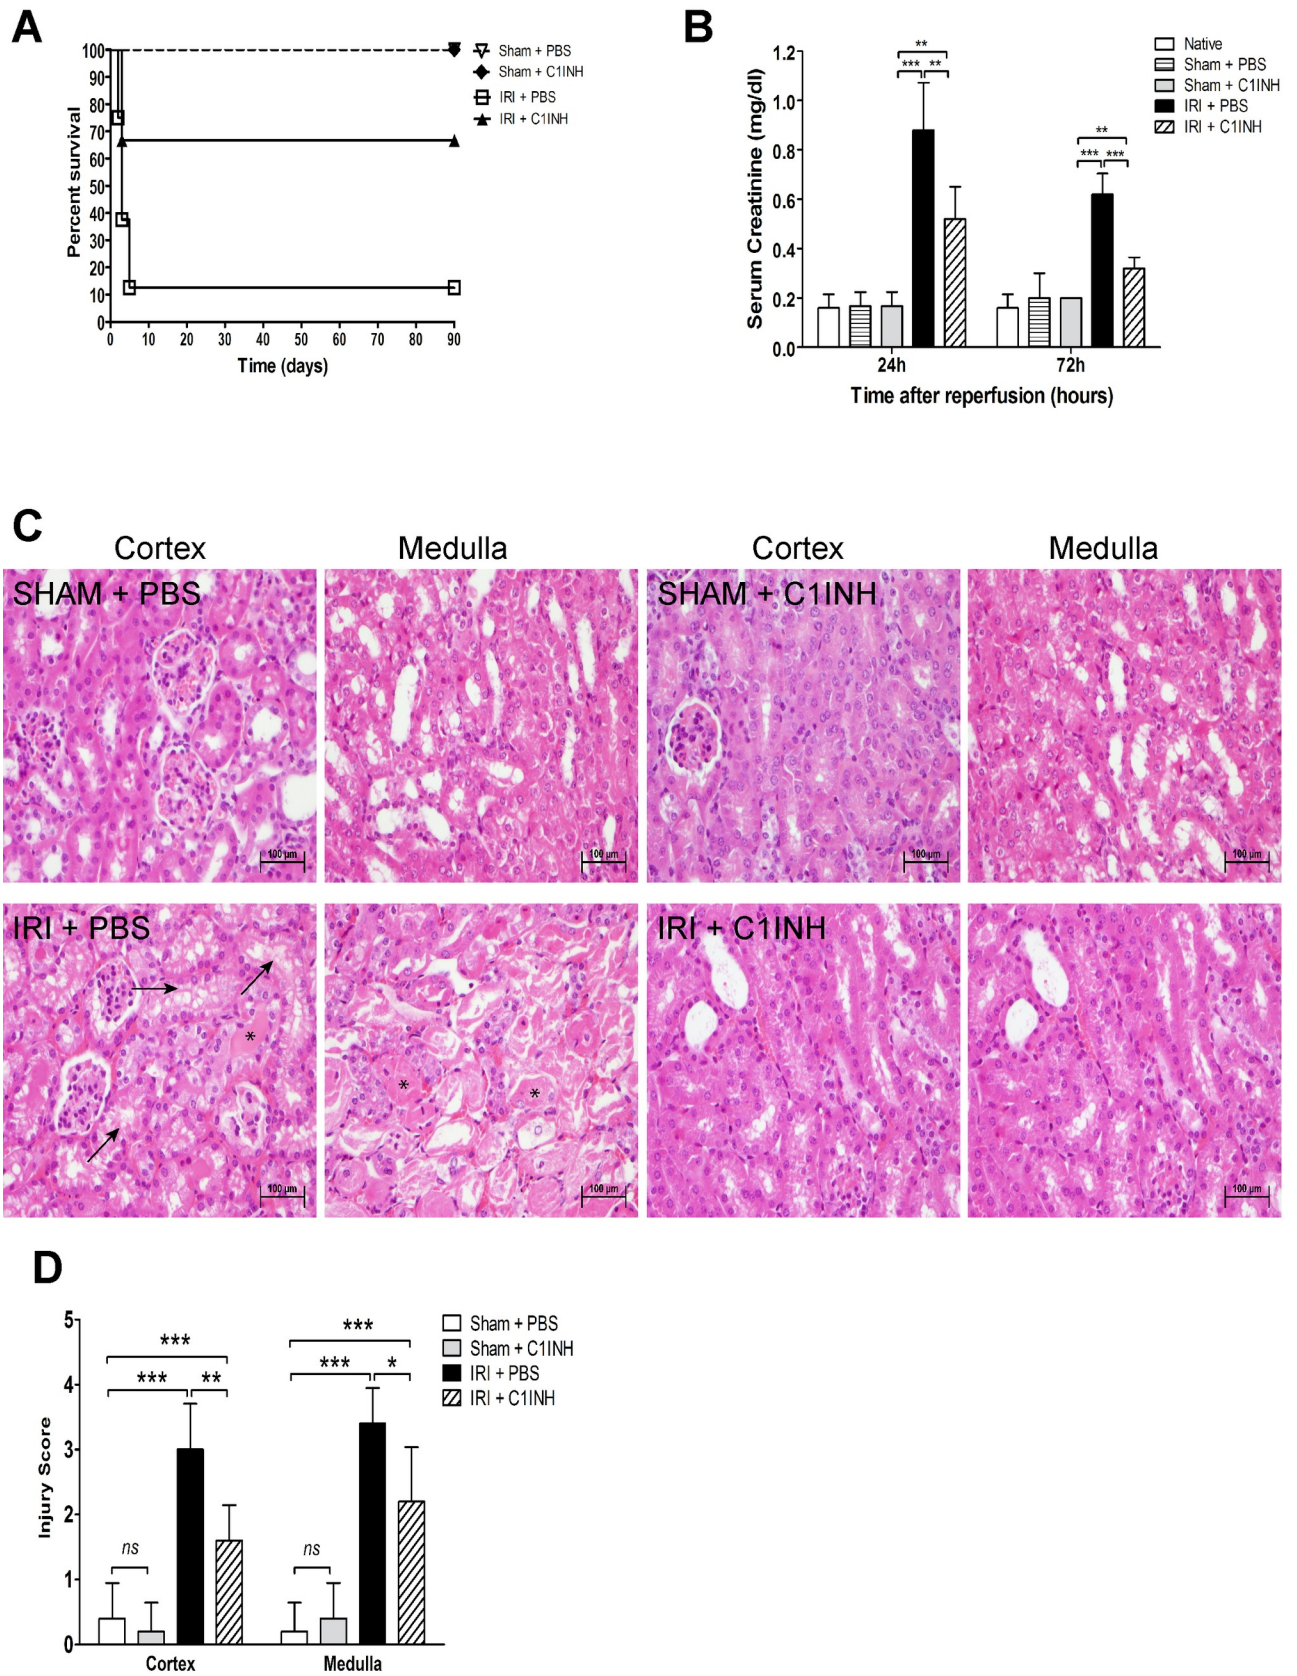 A
Percent survival
100
90
80
70
60
50
40
30
20
10
0
0 10 20 30 40 50 60 70 80 90
Time (days)
Sham + PBS
Sham + C1INH
IRI + PBS
IRI + C1INH
B
Serum Creatinine (mg/dl)
1.2
1.0
0.8
0.6
0.4
0.2
0.0
**
*** **
**
*** ***
24h 72h
Time after reperfusion (hours)
Native
Sham + PBS
Sham + C1INH
IRI + PBS
IRI + C1INH
C
Cortex Medulla Cortex Medulla
SHAM + PBS SHAM + C1INH
100 µm 100 µm 100 µm 100 µm
IRI + PBS IRI + C1INH
*
* *
100 µm 100 µm 100 µm
D
Injury Score
5
4
3
2
1
0
***
*** **
ns
***
*** *
ns
Cortex Medulla
Sham + PBS
Sham + C1INH
IRI + PBS
IRI + C1INH